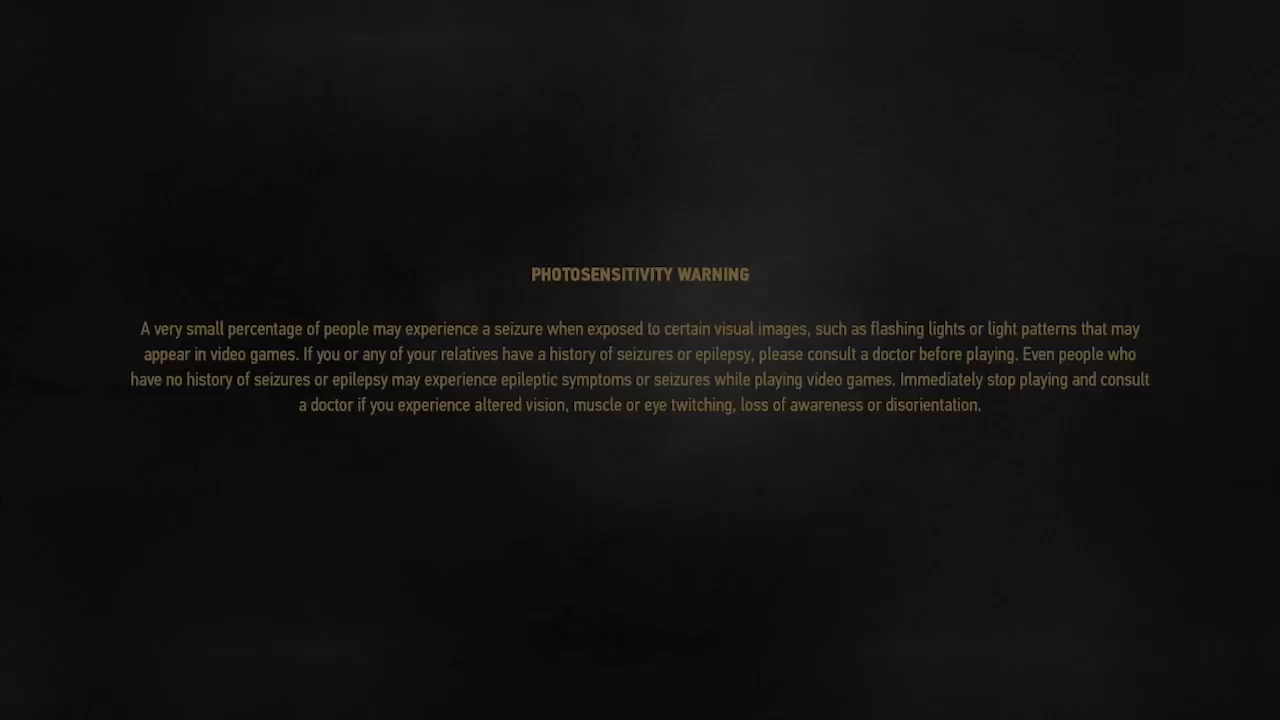 PHOTOSENSITIVITY WARNING
A very small percentage of people may experience a seizure when exposed to certain visual images, such as flashing lights or light patterns that may
appear in video games. If you or any of your relatives have a history of seizures or epilepsy, please consult a doctor before playing. Even people who
have no history of seizures or epilepsy may experience epileptic symptoms or seizures while playing video games. Immediately stop playing and consult
a doctor if you experience altered vision, muscle or eye twitching, loss of awareness or disorientation.